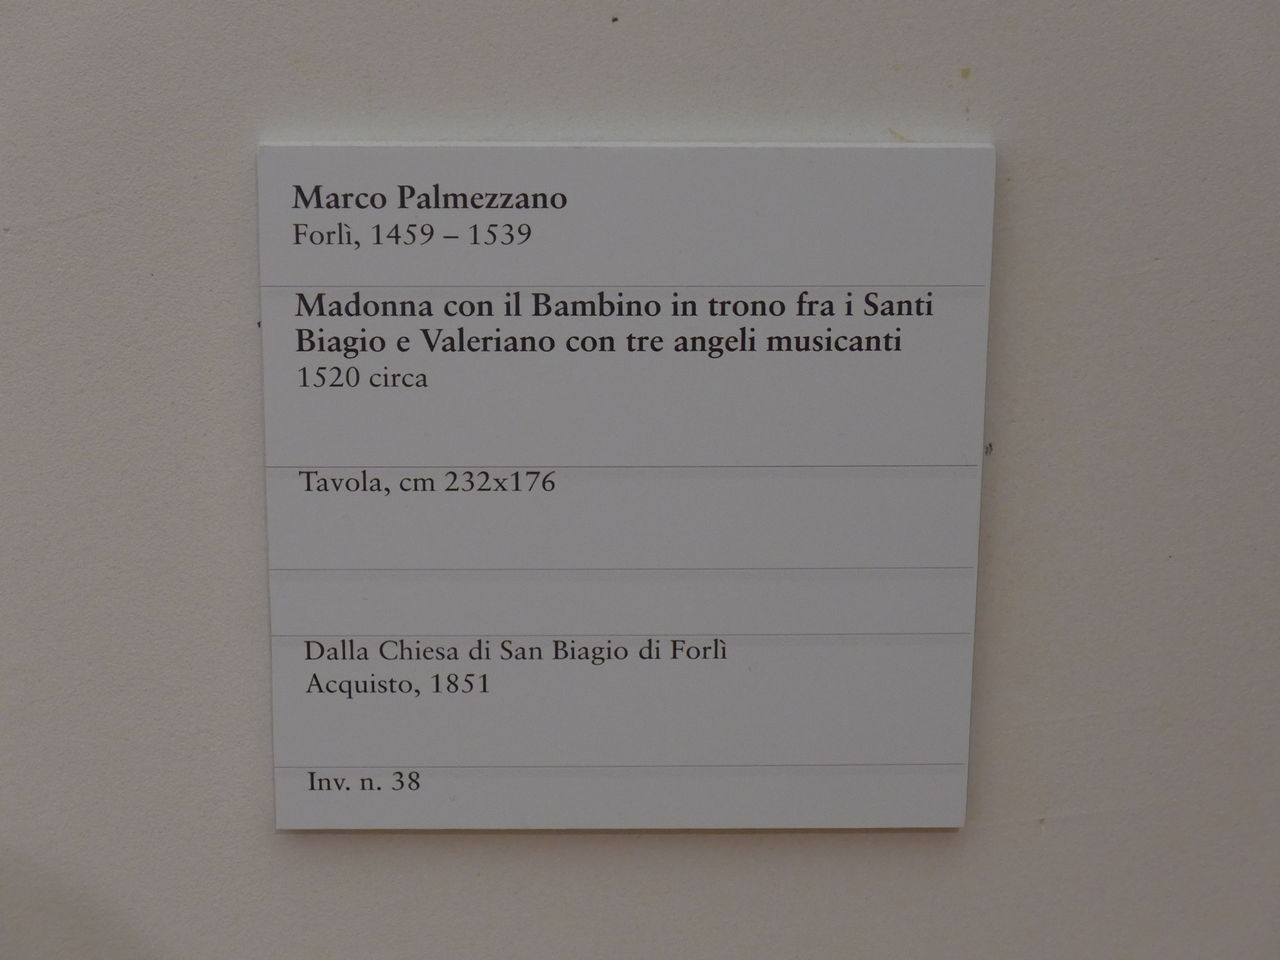 Marco Palmezzano
Forlì, 1459 – 1539
Madonna con il Bambino in trono fra i Santi
Biagio e Valeriano con tre angeli musicanti
1520 circa
Tavola, cm 232x176
Dalla Chiesa di San Biagio di Forlì
Acquisto, 1851
Inv. n. 38